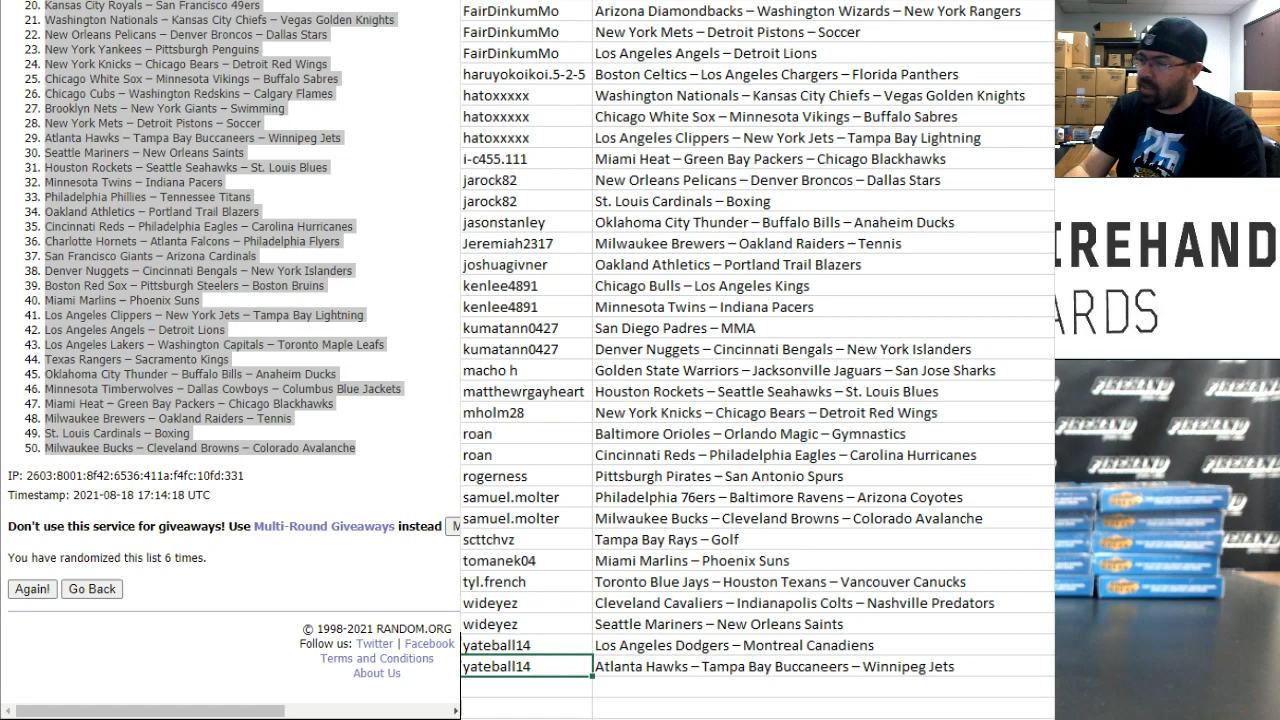 20. Kansas City Royals – San Francisco 49ers
21. Washington Nationals – Kansas City Chiefs – Vegas Golden Knights
22. New Orleans Pelicans – Denver Broncos – Dallas Stars
23. New York Yankees – Pittsburgh Penguins
24. New York Knicks – Chicago Bears – Detroit Red Wings
25. Chicago White Sox – Minnesota Vikings – Buffalo Sabres
26. Chicago Cubs – Washington Redskins – Calgary Flames
27. Brooklyn Nets – New York Giants – Swimming
28. New York Mets – Detroit Pistons – Soccer
29. Atlanta Hawks – Tampa Bay Buccaneers – Winnipeg Jets
30. Seattle Mariners – New Orleans Saints
31. Houston Rockets – Seattle Seahawks – St. Louis Blues
32. Minnesota Twins – Indiana Pacers
33. Philadelphia Phillies – Tennessee Titans
34. Oakland Athletics – Portland Trail Blazers
35. Cincinnati Reds – Philadelphia Eagles – Carolina Hurricanes
36. Charlotte Hornets – Atlanta Falcons – Philadelphia Flyers
37. San Francisco Giants – Arizona Cardinals
38. Denver Nuggets – Cincinnati Bengals – New York Islanders
39. Boston Red Sox – Pittsburgh Steelers – Boston Bruins
40. Miami Marlins – Phoenix Suns
41. Los Angeles Clippers – New York Jets – Tampa Bay Lightning
42. Los Angeles Angels – Detroit Lions
43. Los Angeles Lakers – Washington Capitals – Toronto Maple Leafs
44. Texas Rangers – Sacramento Kings
45. Oklahoma City Thunder – Buffalo Bills – Anaheim Ducks
46. Minnesota Timberwolves – Dallas Cowboys – Columbus Blue Jackets
47. Miami Heat – Green Bay Packers – Chicago Blackhawks
48. Milwaukee Brewers – Oakland Raiders – Tennis
49. St. Louis Cardinals – Boxing
50. Milwaukee Bucks – Cleveland Browns – Colorado Avalanche
IP: 2603:8001:8f42:6536:411a:f4fc:10fd:331
Timestamp: 2021-08-18 17:14:18 UTC
Don't use this service for giveaways! Use Multi-Round Giveaways instead M
You have randomized this list 6 times.
Again! Go Back
© 1998-2021 RANDOM.ORG
Follow us: Twitter | Facebook
Terms and Conditions
About Us
FairDinkumMo Arizona Diamondbacks – Washington Wizards – New York Rangers
FairDinkumMo New York Mets – Detroit Pistons – Soccer
FairDinkumMo Los Angeles Angels – Detroit Lions
haruyokoikoi.5-2-5 Boston Celtics – Los Angeles Chargers – Florida Panthers
hatoxxxxx Washington Nationals – Kansas City Chiefs – Vegas Golden Knights
hatoxxxxx Chicago White Sox – Minnesota Vikings – Buffalo Sabres
hatoxxxxx Los Angeles Clippers – New York Jets – Tampa Bay Lightning
i-c455.111 Miami Heat – Green Bay Packers – Chicago Blackhawks
jarock82 New Orleans Pelicans – Denver Broncos – Dallas Stars
jarock82 St. Louis Cardinals – Boxing
jasonstanley Oklahoma City Thunder – Buffalo Bills – Anaheim Ducks
Jeremiah2317 Milwaukee Brewers – Oakland Raiders – Tennis
joshuagivner Oakland Athletics – Portland Trail Blazers
kenlee4891 Chicago Bulls – Los Angeles Kings
kenlee4891 Minnesota Twins – Indiana Pacers
kumatann0427 San Diego Padres – MMA
kumatann0427 Denver Nuggets – Cincinnati Bengals – New York Islanders
macho h Golden State Warriors – Jacksonville Jaguars – San Jose Sharks
matthewrgayheart Houston Rockets – Seattle Seahawks – St. Louis Blues
mholm28 New York Knicks – Chicago Bears – Detroit Red Wings
roan Baltimore Orioles – Orlando Magic – Gymnastics
roan Cincinnati Reds – Philadelphia Eagles – Carolina Hurricanes
rogerness Pittsburgh Pirates – San Antonio Spurs
samuel.molter Philadelphia 76ers – Baltimore Ravens – Arizona Coyotes
samuel.molter Milwaukee Bucks – Cleveland Browns – Colorado Avalanche
scttchvz Tampa Bay Rays – Golf
tomanek04 Miami Marlins – Phoenix Suns
tyl.french Toronto Blue Jays – Houston Texans – Vancouver Canucks
wideyez Cleveland Cavaliers – Indianapolis Colts – Nashville Predators
wideyez Seattle Mariners – New Orleans Saints
yateball14 Los Angeles Dodgers – Montreal Canadiens
yateball14 Atlanta Hawks – Tampa Bay Buccaneers – Winnipeg Jets
25
IREHAND
ARDS
FIREHAND
FIREHAND
FIREHAND
FIREHAND
FIREHAND